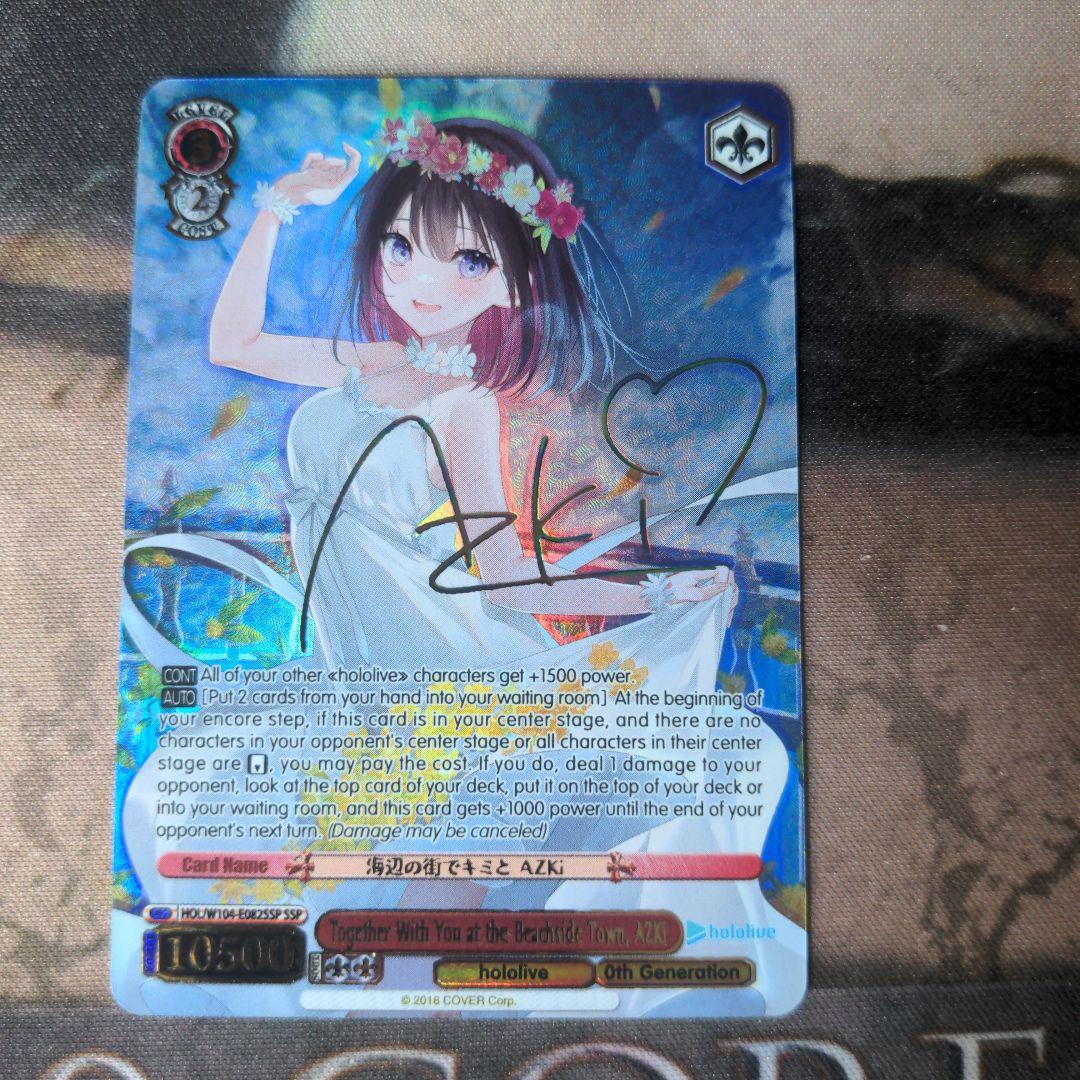 LEVEL
3
2
COST
AZKi
CONT All of your other «hololive» characters get +1500 power.
AUTO [Put 2 cards from your hand into your waiting room] At the beginning of
your encore step, if this card is in your center stage, and there are no
characters in your opponent's center stage or all characters in their center
stage are , you may pay the cost. If you do, deal 1 damage to your
opponent, look at the top card of your deck, put it on the top of your deck or
into your waiting room, and this card gets +1000 power until the end of your
opponent's next turn. (Damage may be canceled)
Card Name 海辺の街でキミと AZKi
HOL/W104-E082SSP SSP
Together With You at the Beachside Town, AZKi
hololive
POWER 10500
SOUL
hololive
0th Generation
© 2016 COVER Corp.